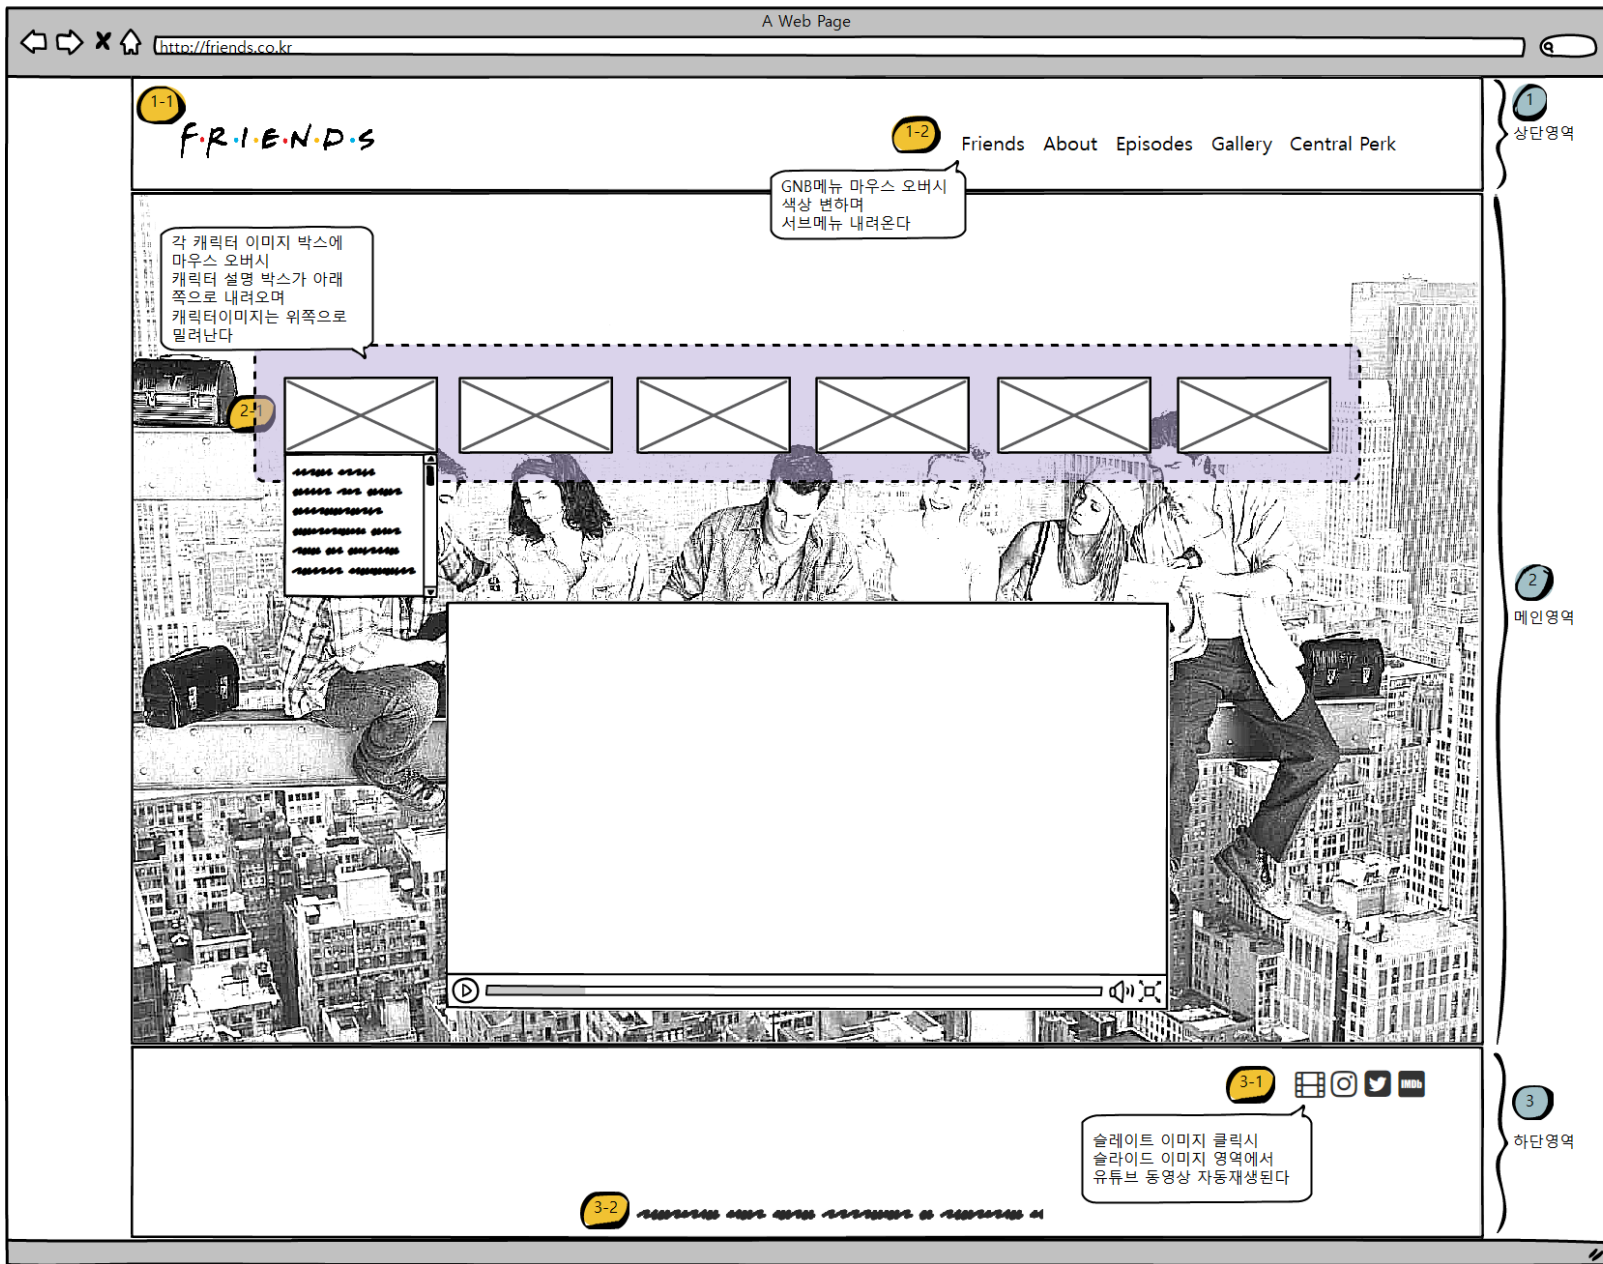 A Web Page
http://friends.co.kr
1-1
F·R·I·E·N·D·S
1-2
Friends About Episodes Gallery Central Perk
1
상단영역
GNB메뉴 마우스 오버시
색상 변하며
서브메뉴 내려온다
각 캐릭터 이미지 박스에
마우스 오버시
캐릭터 설명 박스가 아래
쪽으로 내려오며
캐릭터이미지는 위쪽으로
밀려난다
2-1
2
메인영역
3-1
IMDb
3
하단영역
슬레이트 이미지 클릭시
슬라이드 이미지 영역에서
유튜브 동영상 자동재생된다
3-2